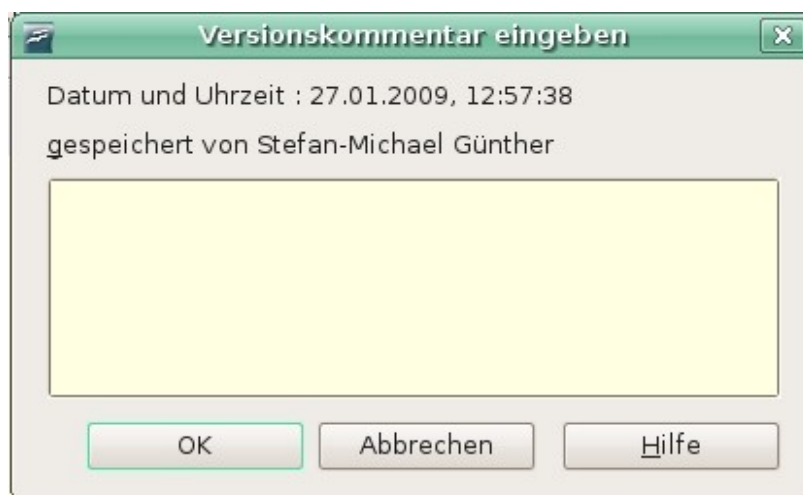 Versionskommentar eingeben
Datum und Uhrzeit : 27.01.2009, 12:57:38
gespeichert von Stefan-Michael Günther
OK Abbrechen Hilfe